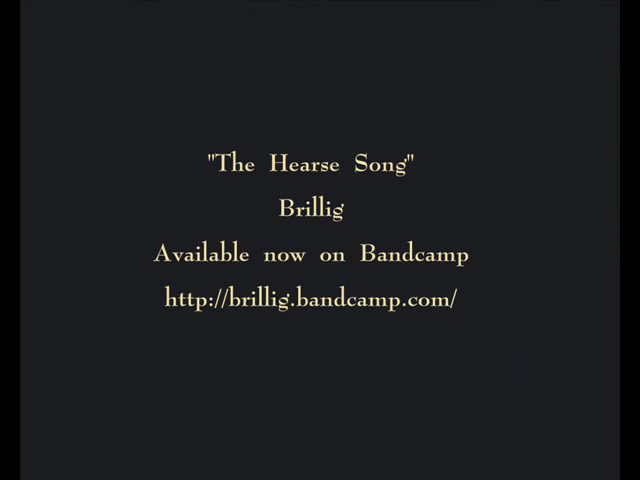 "The Hearse Song"
Brillig
Available now on Bandcamp
http://brillig.bandcamp.com/